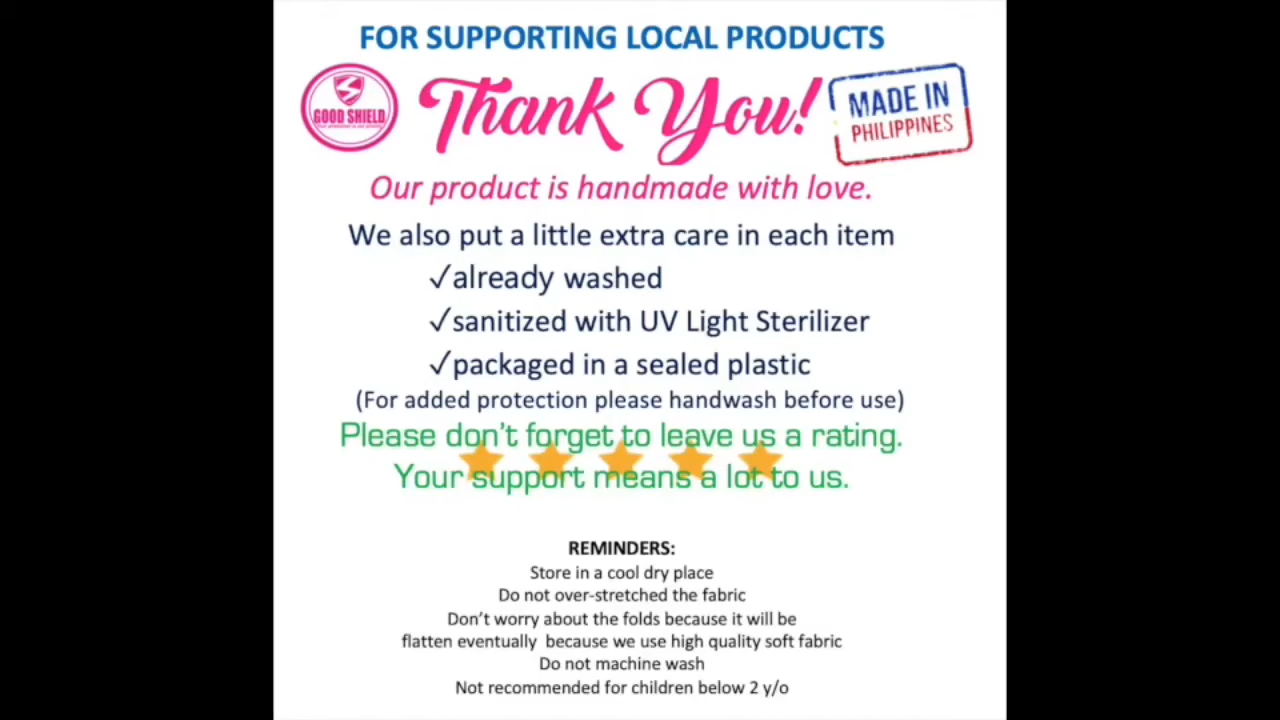 FOR SUPPORTING LOCAL PRODUCTS
GOOD SHIELD
Thank You!
MADE IN
PHILIPPINES
Our product is handmade with love.
We also put a little extra care in each item
✓already washed
✓sanitized with UV Light Sterilizer
✓packaged in a sealed plastic
(For added protection please handwash before use)
Please don't forget to leave us a rating.
Your support means a lot to us.
REMINDERS:
Store in a cool dry place
Do not over-stretched the fabric
Don't worry about the folds because it will be
flatten eventually because we use high quality soft fabric
Do not machine wash
Not recommended for children below 2 y/o